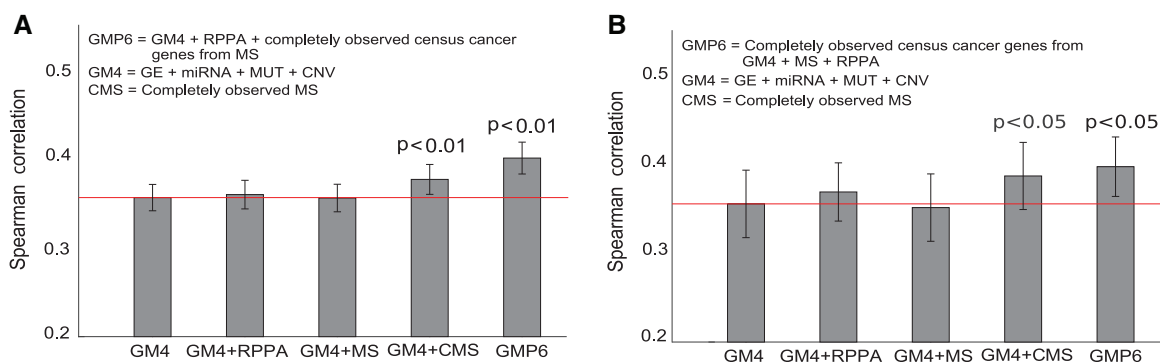 A
GMP6 = GM4 + RPPA + completely observed census cancer
genes from MS
GM4 = GE + miRNA + MUT + CNV
CMS = Completely observed MS
Spearman correlation
0.5
0.4
0.3
0.2
p<0.01
p<0.01
GM4
GM4+RPPA
GM4+MS
GM4+CMS
GMP6
B
GMP6 = Completely observed census cancer genes from
GM4 + MS + RPPA
GM4 = GE + miRNA + MUT + CNV
CMS = Completely observed MS
Spearman correlation
0.5
0.4
0.3
0.2
p<0.05
p<0.05
GM4
GM4+RPPA
GM4+MS
GM4+CMS
GMP6